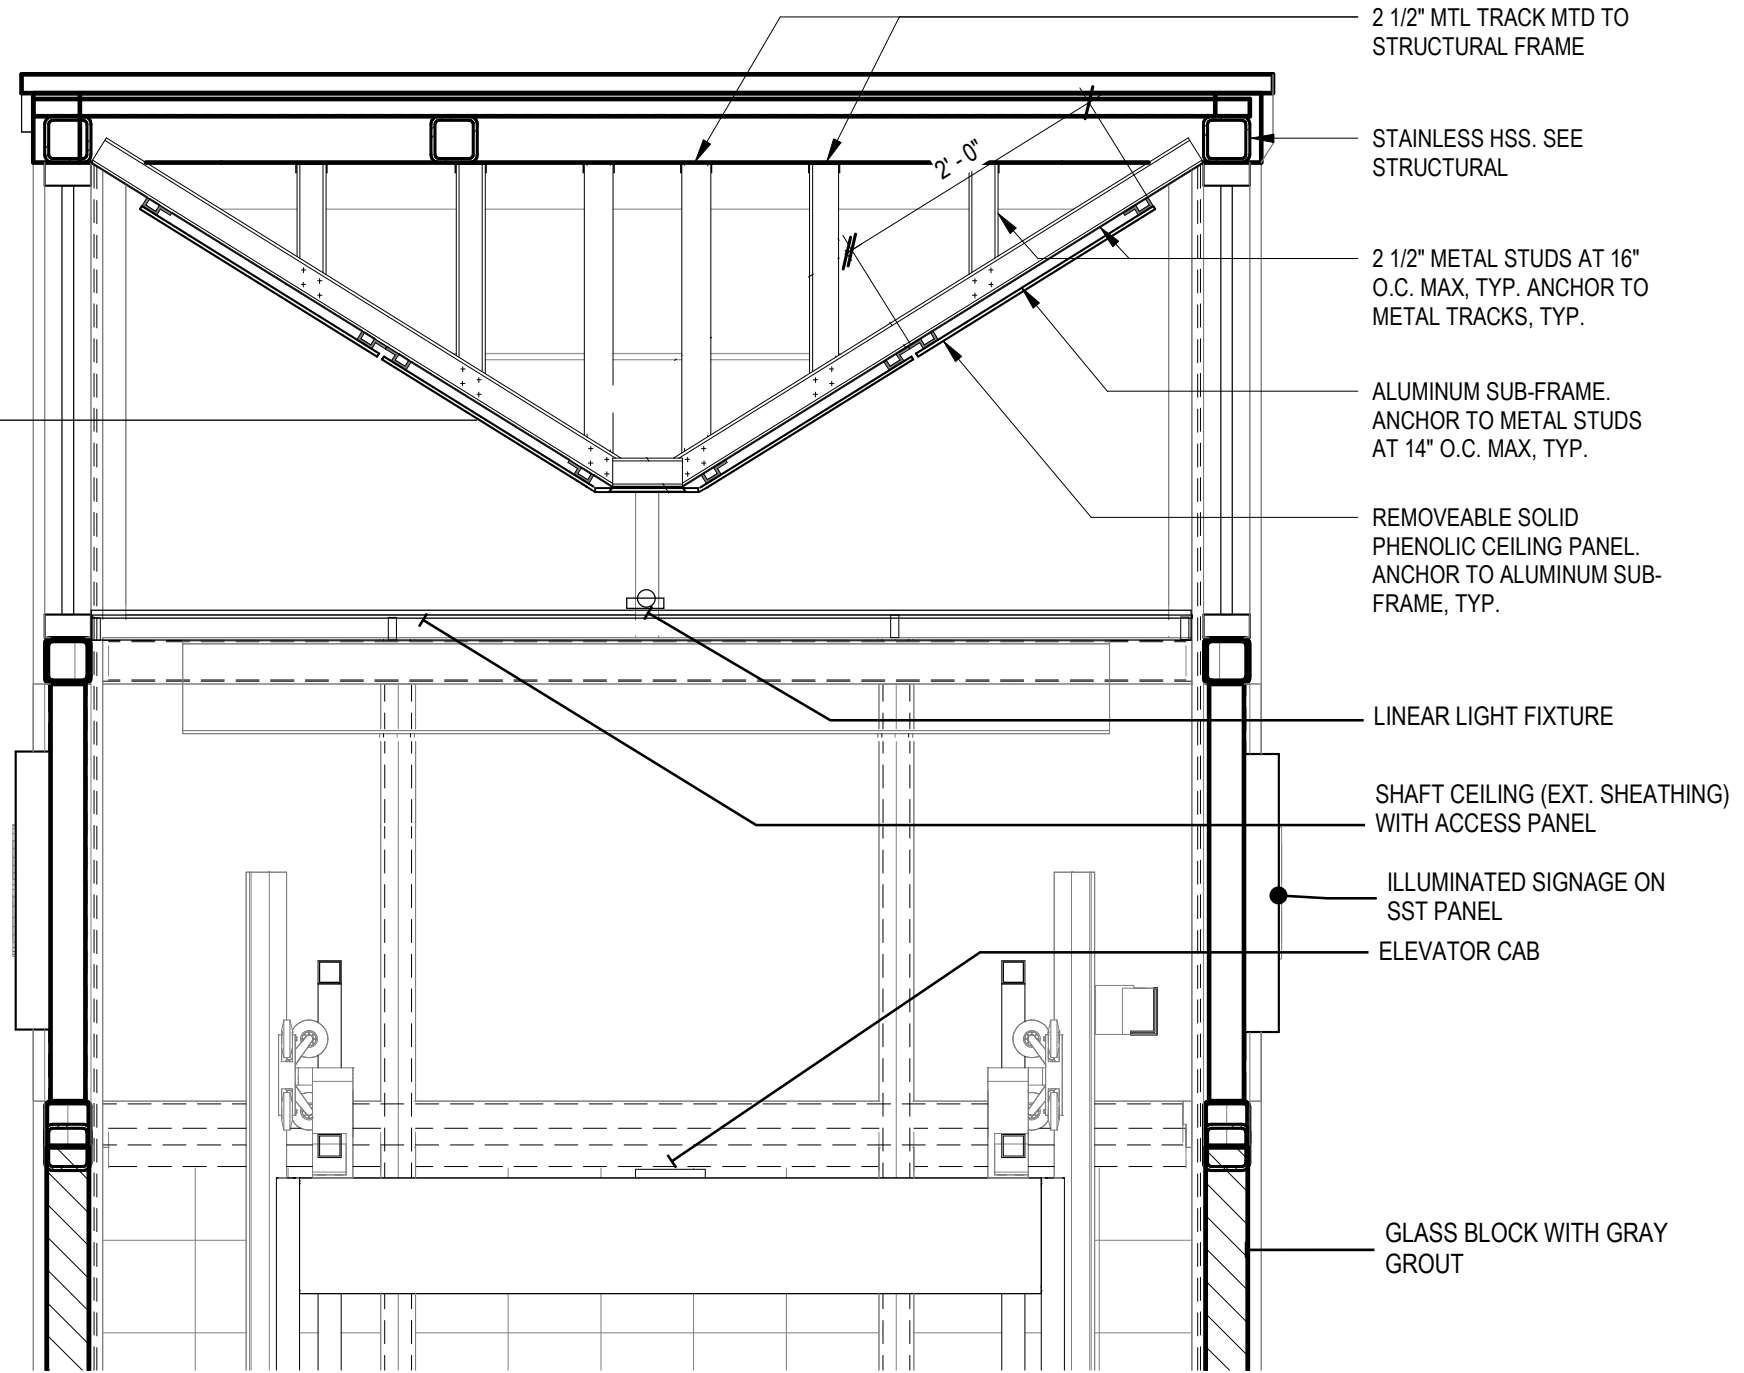 2 1/2" MTL TRACK MTD TO
STRUCTURAL FRAME
2' - 0"
STAINLESS HSS. SEE
STRUCTURAL
2 1/2" METAL STUDS AT 16"
O.C. MAX, TYP. ANCHOR TO
METAL TRACKS, TYP.
ALUMINUM SUB-FRAME.
ANCHOR TO METAL STUDS
AT 14" O.C. MAX, TYP.
REMOVEABLE SOLID
PHENOLIC CEILING PANEL.
ANCHOR TO ALUMINUM SUB-
FRAME, TYP.
LINEAR LIGHT FIXTURE
SHAFT CEILING (EXT. SHEATHING)
WITH ACCESS PANEL
ILLUMINATED SIGNAGE ON
SST PANEL
ELEVATOR CAB
GLASS BLOCK WITH GRAY
GROUT